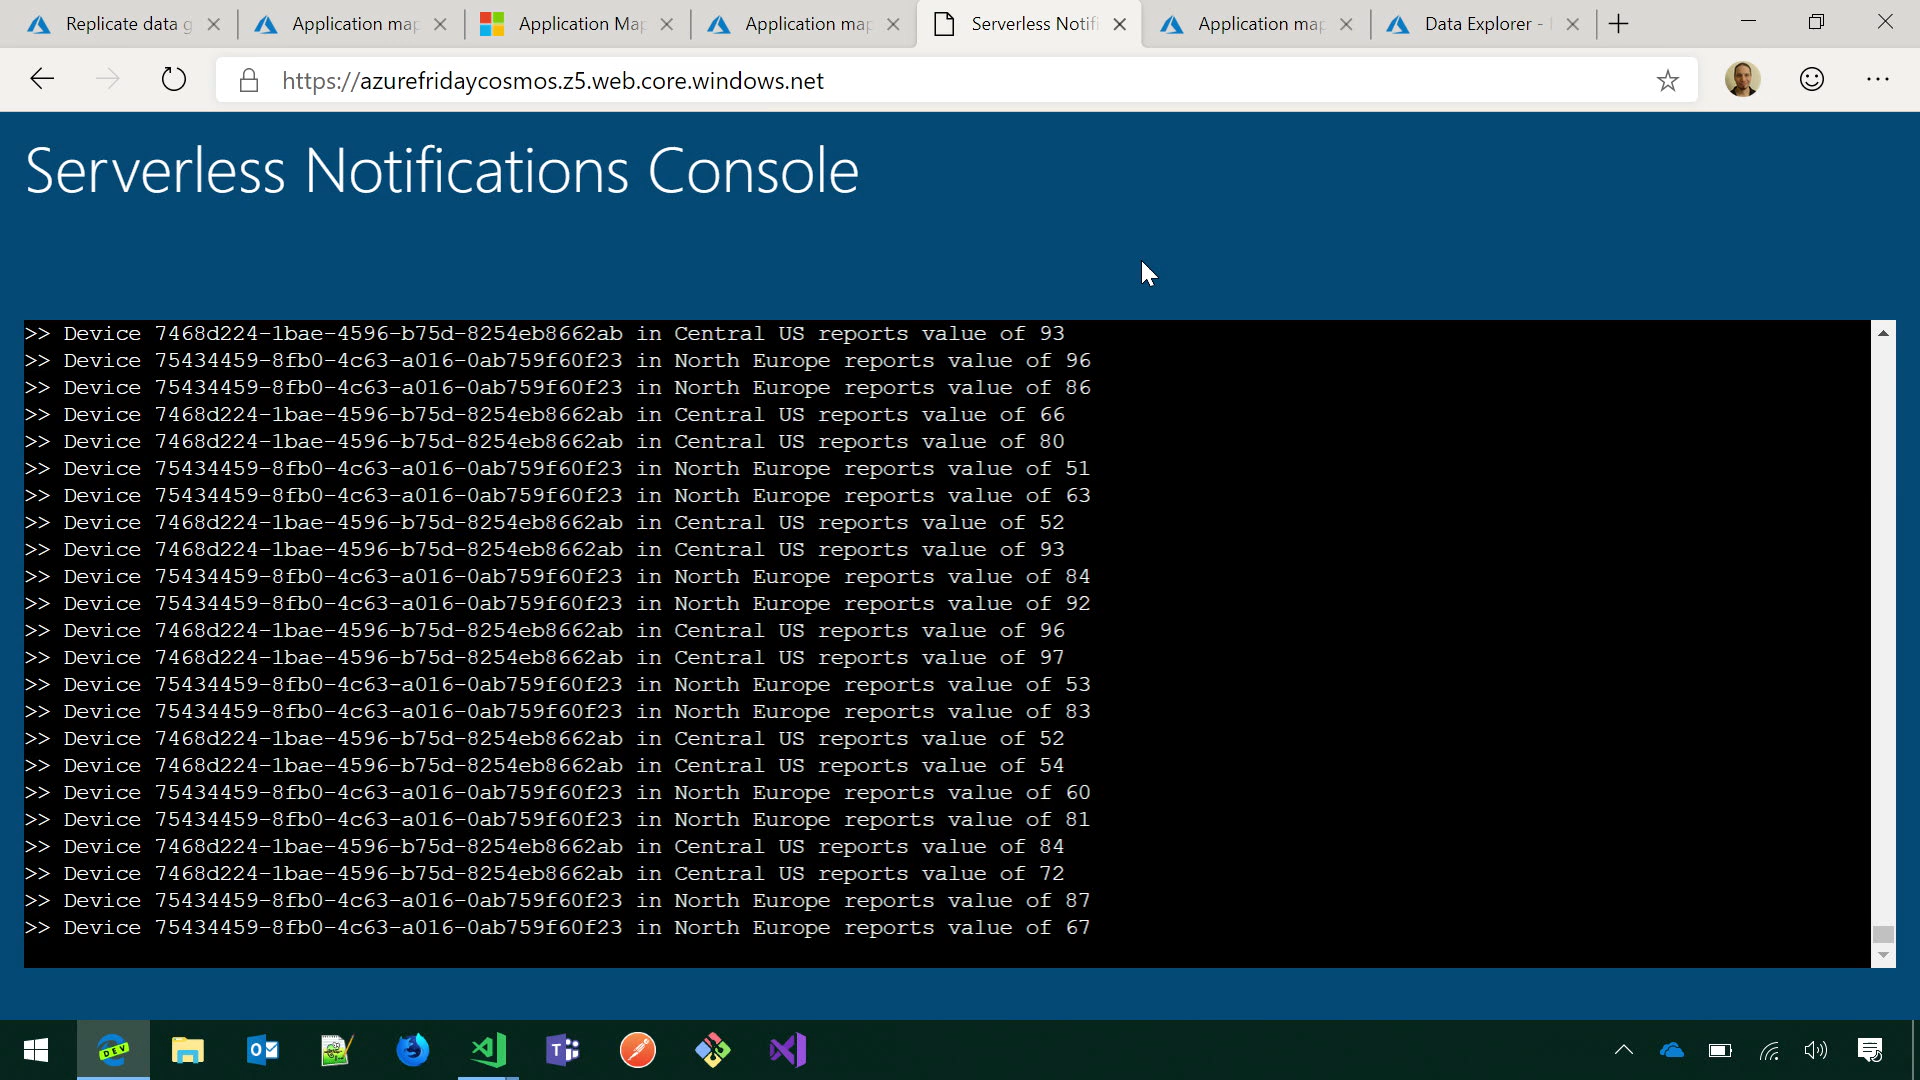 Replicate data g
Application map
Application Map
Application map
Serverless Notifi
Application map
Data Explorer -
https://azurefridaycosmos.z5.web.core.windows.net
Serverless Notifications Console
>> Device 7468d224-1bae-4596-b75d-8254eb8662ab in Central US reports value of 93
>> Device 75434459-8fb0-4c63-a016-0ab759f60f23 in North Europe reports value of 96
>> Device 75434459-8fb0-4c63-a016-0ab759f60f23 in North Europe reports value of 86
>> Device 7468d224-1bae-4596-b75d-8254eb8662ab in Central US reports value of 66
>> Device 7468d224-1bae-4596-b75d-8254eb8662ab in Central US reports value of 80
>> Device 75434459-8fb0-4c63-a016-0ab759f60f23 in North Europe reports value of 51
>> Device 75434459-8fb0-4c63-a016-0ab759f60f23 in North Europe reports value of 63
>> Device 7468d224-1bae-4596-b75d-8254eb8662ab in Central US reports value of 52
>> Device 7468d224-1bae-4596-b75d-8254eb8662ab in Central US reports value of 93
>> Device 75434459-8fb0-4c63-a016-0ab759f60f23 in North Europe reports value of 84
>> Device 75434459-8fb0-4c63-a016-0ab759f60f23 in North Europe reports value of 92
>> Device 7468d224-1bae-4596-b75d-8254eb8662ab in Central US reports value of 96
>> Device 7468d224-1bae-4596-b75d-8254eb8662ab in Central US reports value of 97
>> Device 75434459-8fb0-4c63-a016-0ab759f60f23 in North Europe reports value of 53
>> Device 75434459-8fb0-4c63-a016-0ab759f60f23 in North Europe reports value of 83
>> Device 7468d224-1bae-4596-b75d-8254eb8662ab in Central US reports value of 52
>> Device 7468d224-1bae-4596-b75d-8254eb8662ab in Central US reports value of 54
>> Device 75434459-8fb0-4c63-a016-0ab759f60f23 in North Europe reports value of 60
>> Device 75434459-8fb0-4c63-a016-0ab759f60f23 in North Europe reports value of 81
>> Device 7468d224-1bae-4596-b75d-8254eb8662ab in Central US reports value of 84
>> Device 7468d224-1bae-4596-b75d-8254eb8662ab in Central US reports value of 72
>> Device 75434459-8fb0-4c63-a016-0ab759f60f23 in North Europe reports value of 87
>> Device 75434459-8fb0-4c63-a016-0ab759f60f23 in North Europe reports value of 67
DEV